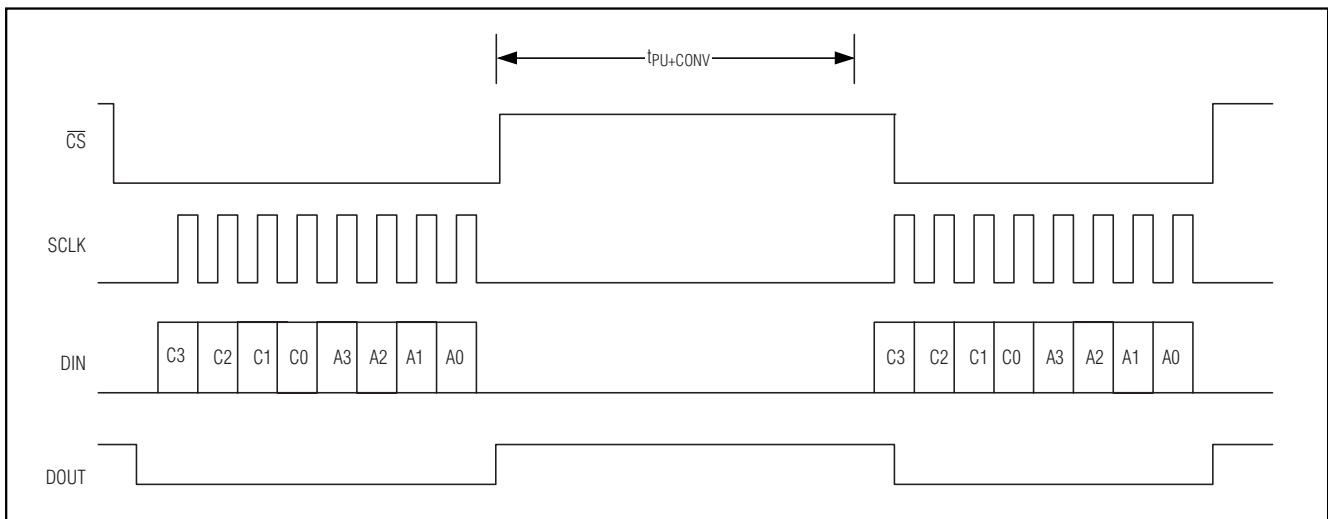 tPU+CONV
C̅S̅
SCLK
DIN C3 C2 C1 C0 A3 A2 A1 A0 C3 C2 C1 C0 A3 A2 A1 A0
DOUT